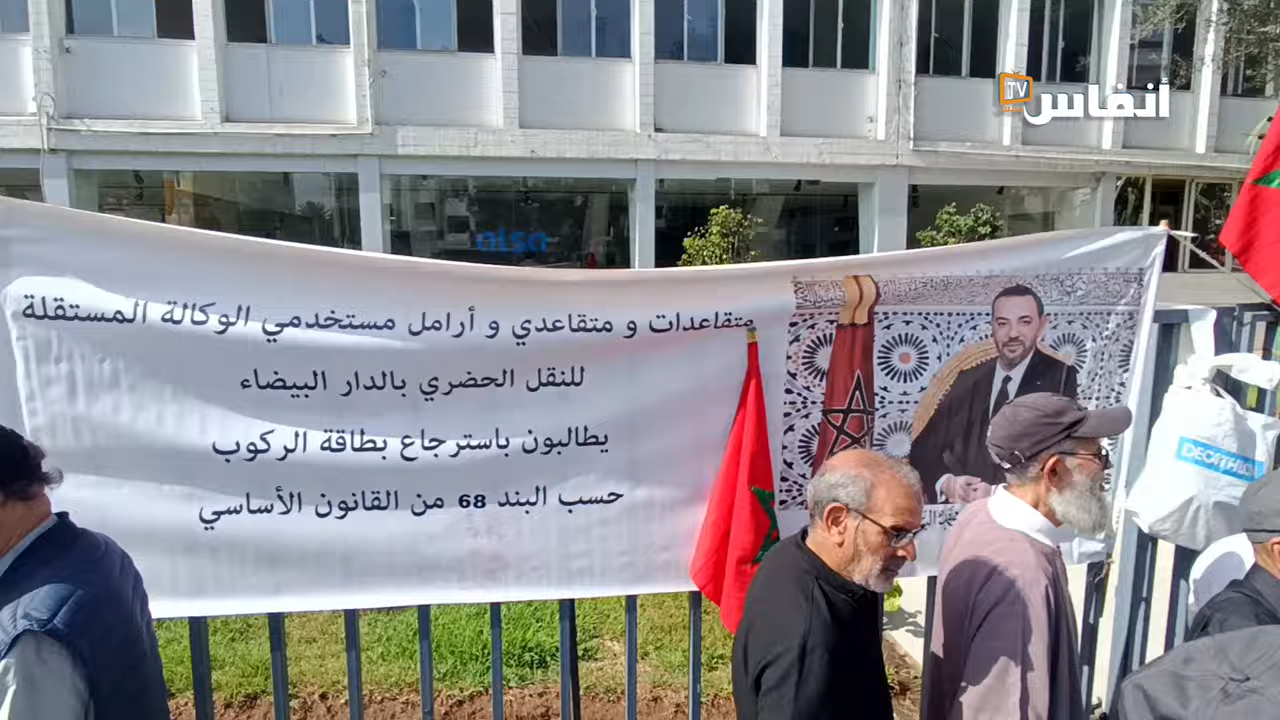 TV أنفاس
متقاعدات و متقاعدي و أرامل مستخدمي الوكالة المستقلة
للنقل الحضري بالدار البيضاء
يطالبون باسترجاع بطاقة الركوب
حسب البند 68 من القانون الأساسي
alsa
DECATHLON